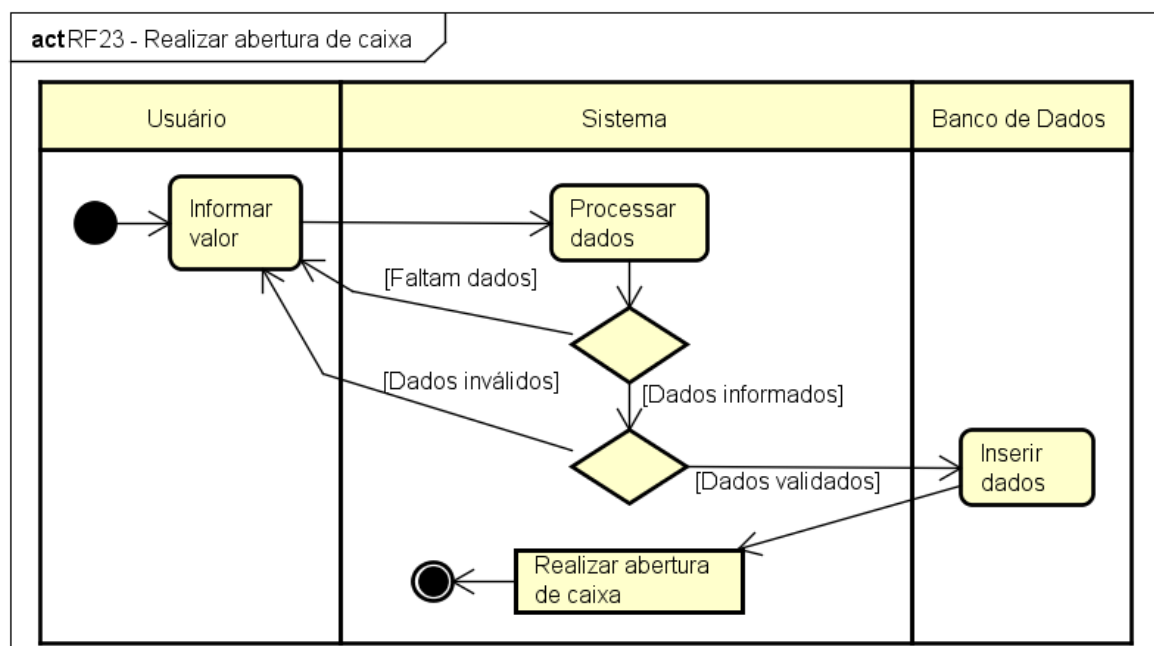 act RF23 - Realizar abertura de caixa
Usuário
Sistema
Banco de Dados
Informar
valor
Processar
dados
[Faltam dados]
[Dados inválidos]
[Dados informados]
[Dados validados]
Inserir
dados
Realizar abertura
de caixa